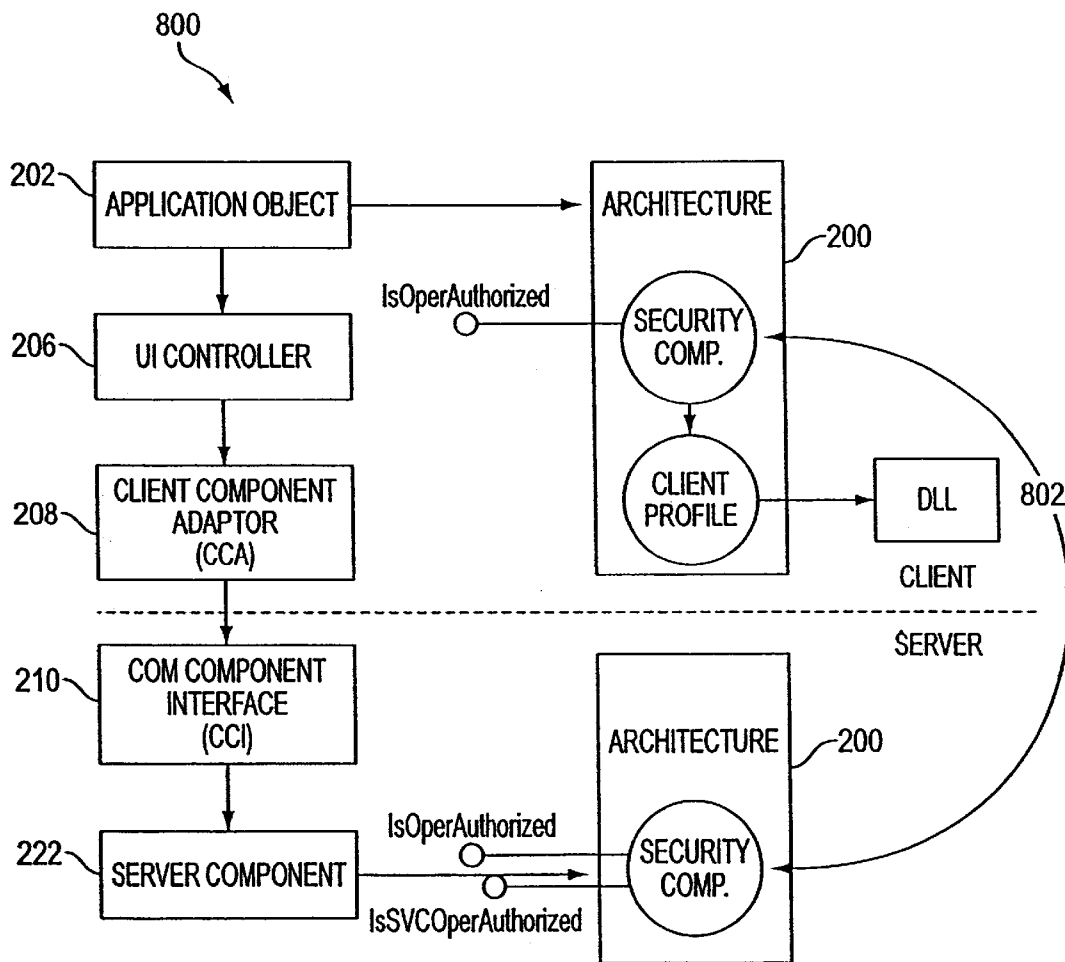 800
202
APPLICATION OBJECT
ARCHITECTURE
200
IsOperAuthorized
SECURITY
COMP.
206
UI CONTROLLER
208
CLIENT COMPONENT
ADAPTOR
(CCA)
CLIENT
PROFILE
DLL
802
CLIENT
SERVER
210
COM COMPONENT
INTERFACE
(CCI)
ARCHITECTURE
200
222
SERVER COMPONENT
IsOperAuthorized
SECURITY
COMP.
IsSVCOperAuthorized